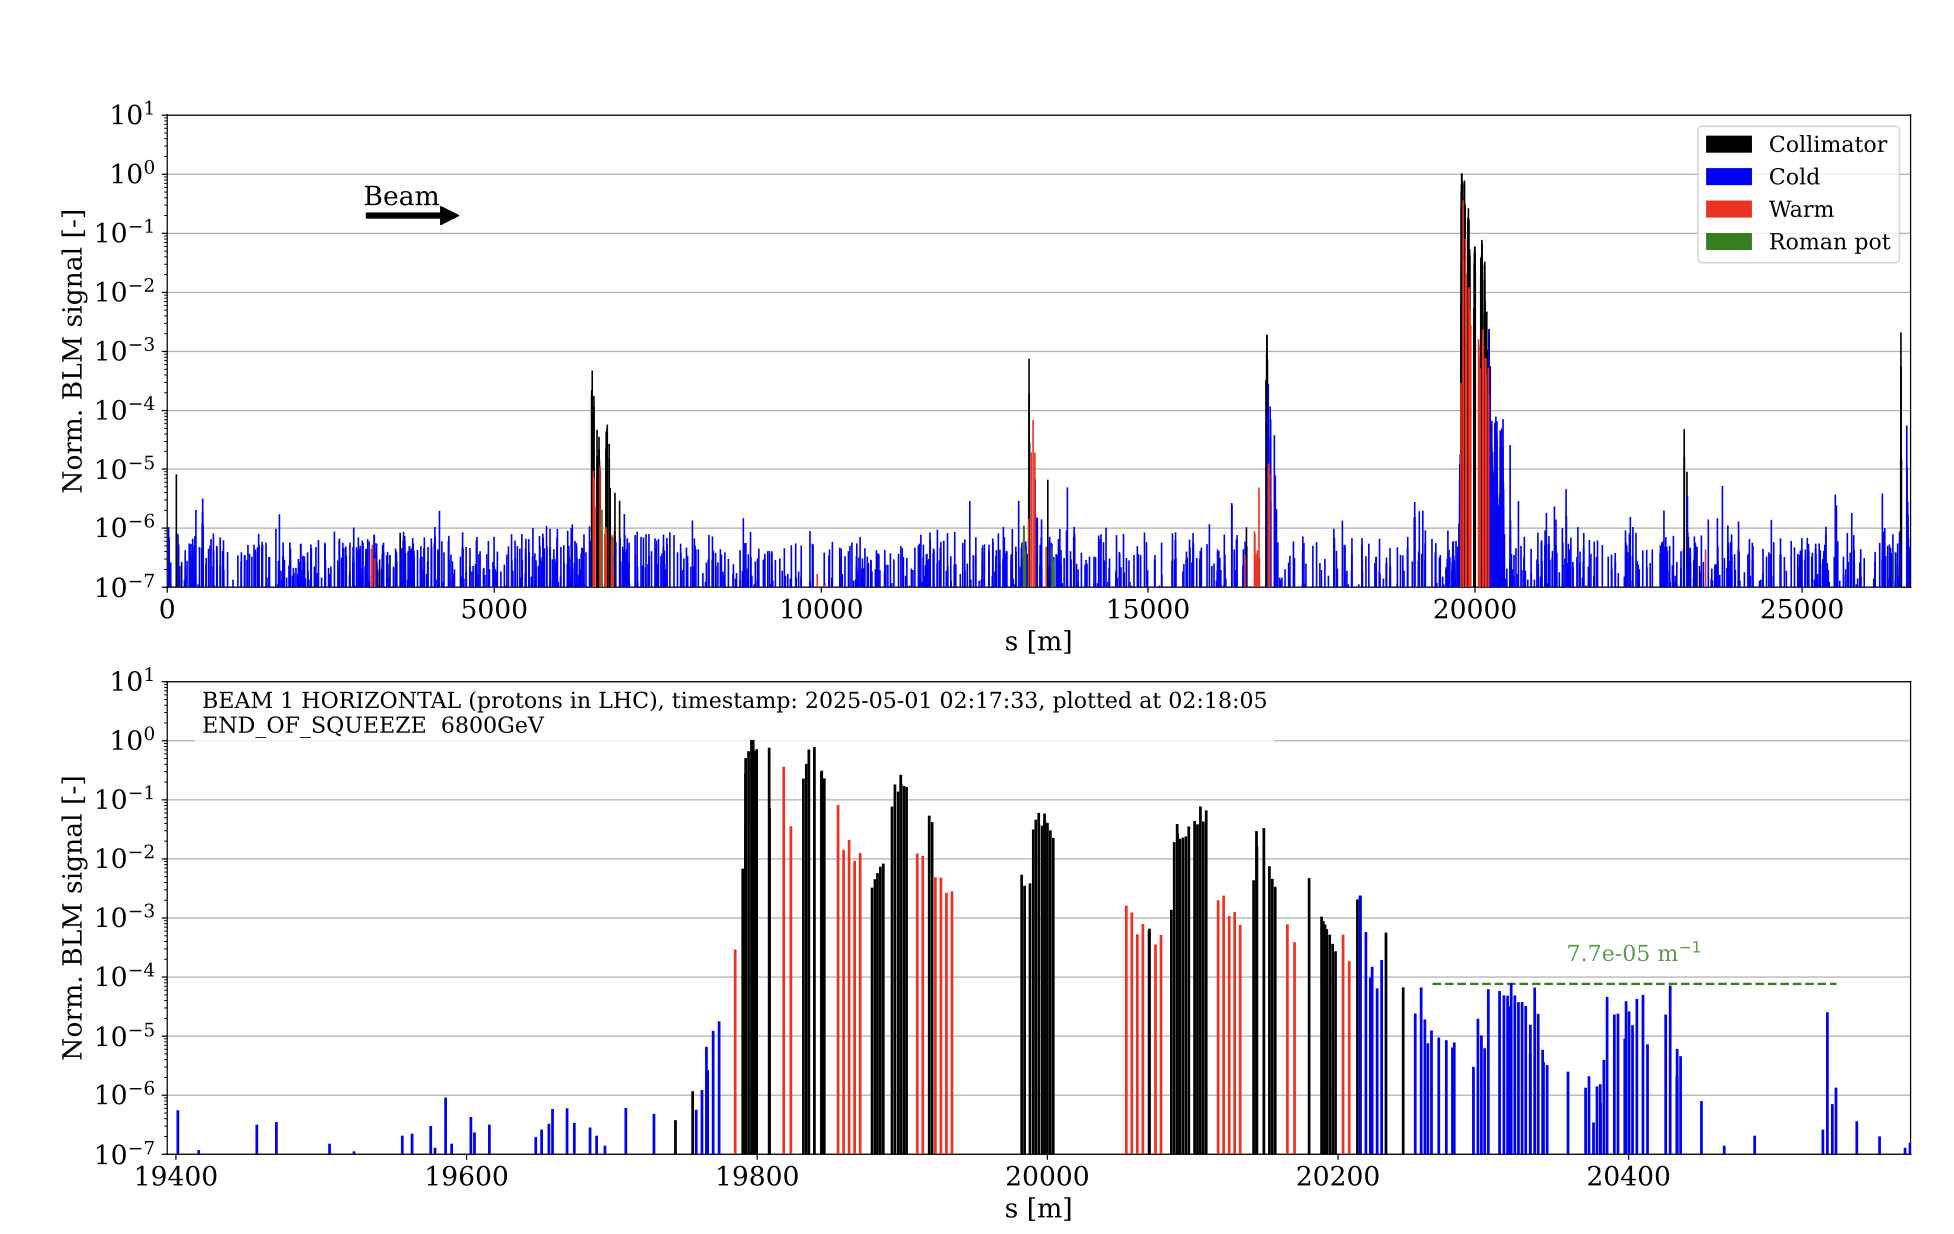 10¹
10⁰
10⁻¹
10⁻²
10⁻³
10⁻⁴
10⁻⁵
10⁻⁶
10⁻⁷
Norm. BLM signal [-]
Beam
Collimator
Cold
Warm
Roman pot
0 5000 10000 15000 20000 25000
s [m]
10¹
10⁰
10⁻¹
10⁻²
10⁻³
10⁻⁴
10⁻⁵
10⁻⁶
10⁻⁷
Norm. BLM signal [-]
BEAM 1 HORIZONTAL (protons in LHC), timestamp: 2025-05-01 02:17:33, plotted at 02:18:05
END_OF_SQUEEZE 6800GeV
7.7e-05 m⁻¹
19400 19600 19800 20000 20200 20400
s [m]